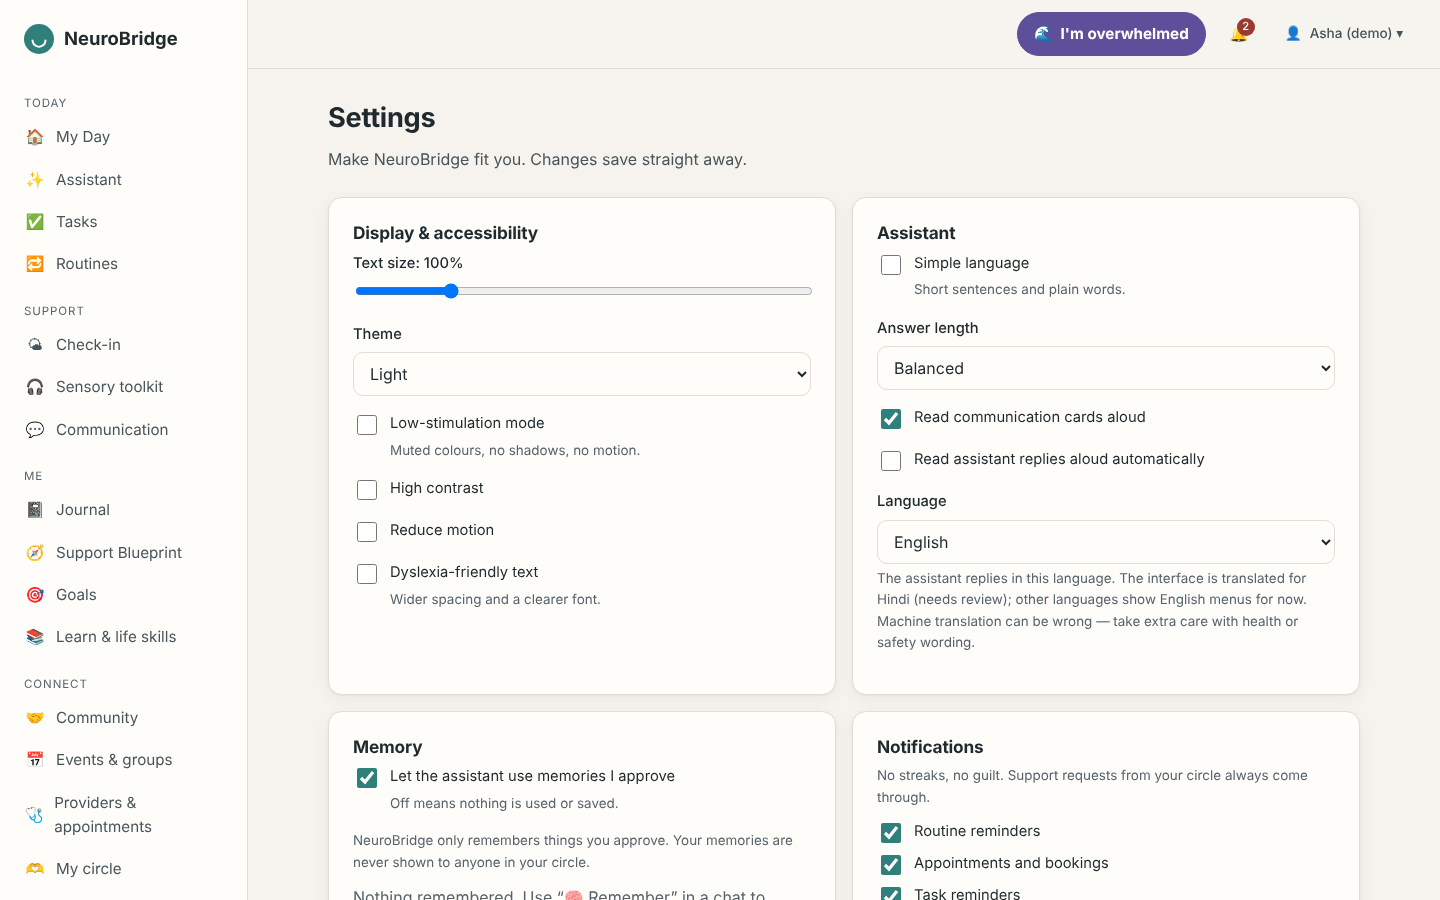 NeuroBridge
I'm overwhelmed
2
Asha (demo) ▾
TODAY
My Day
Assistant
Tasks
Routines
SUPPORT
Check-in
Sensory toolkit
Communication
ME
Journal
Support Blueprint
Goals
Learn & life skills
CONNECT
Community
Events & groups
Providers &
appointments
My circle
Settings
Make NeuroBridge fit you. Changes save straight away.
Display & accessibility
Text size: 100%
Theme
Light
Low-stimulation mode
Muted colours, no shadows, no motion.
High contrast
Reduce motion
Dyslexia-friendly text
Wider spacing and a clearer font.
Assistant
Simple language
Short sentences and plain words.
Answer length
Balanced
Read communication cards aloud
Read assistant replies aloud automatically
Language
English
The assistant replies in this language. The interface is translated for
Hindi (needs review); other languages show English menus for now.
Machine translation can be wrong — take extra care with health or
safety wording.
Memory
Let the assistant use memories I approve
Off means nothing is used or saved.
NeuroBridge only remembers things you approve. Your memories are
never shown to anyone in your circle.
Nothing remembered. Use “🧠 Remember” in a chat to
Notifications
No streaks, no guilt. Support requests from your circle always come
through.
Routine reminders
Appointments and bookings
Task reminders